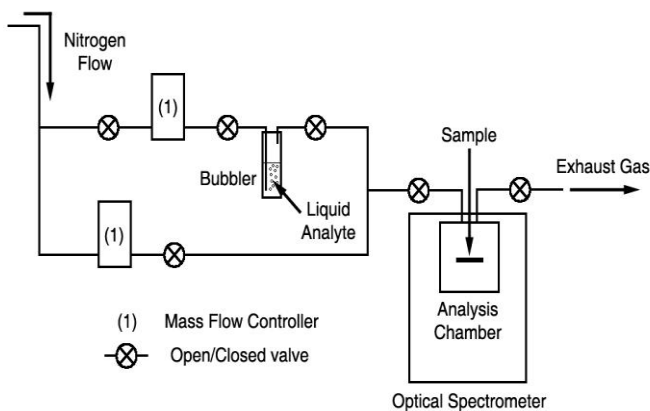 Nitrogen
Flow
(1)
Sample
Exhaust Gas
Bubbler
Liquid
Analyte
(1)
Analysis
Chamber
(1) Mass Flow Controller
Open/Closed valve
Optical Spectrometer